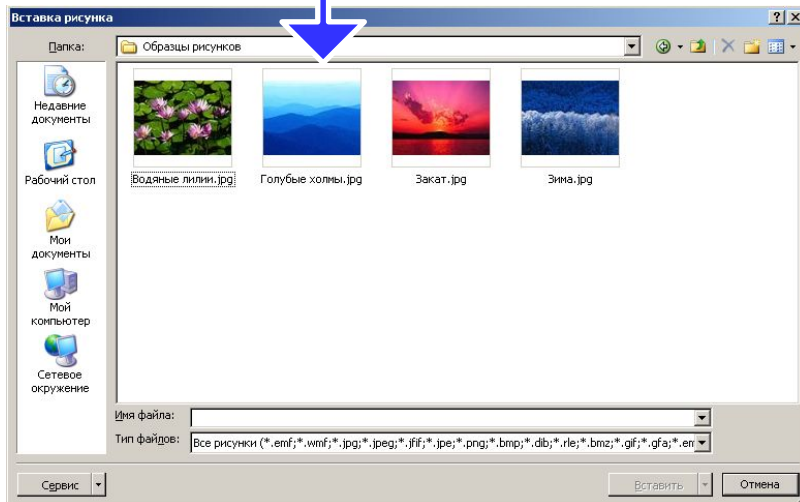 Вставка рисунка
Папка:
Образцы рисунков
Недавние
документы
Рабочий стол
Мои
документы
Мой
компьютер
Сетевое
окружение
Водяные лилии.jpg
Голубые холмы.jpg
Закат.jpg
Зима.jpg
Имя файла:
Тип файлов:
Все рисунки (*.emf;*.wmf;*.jpg;*.jpeg;*.jfif;*.jpe;*.png;*.bmp;*.dib;*.rle;*.bmz;*.gif;*.gfa;*.em
Сервис
Вставить
Отмена